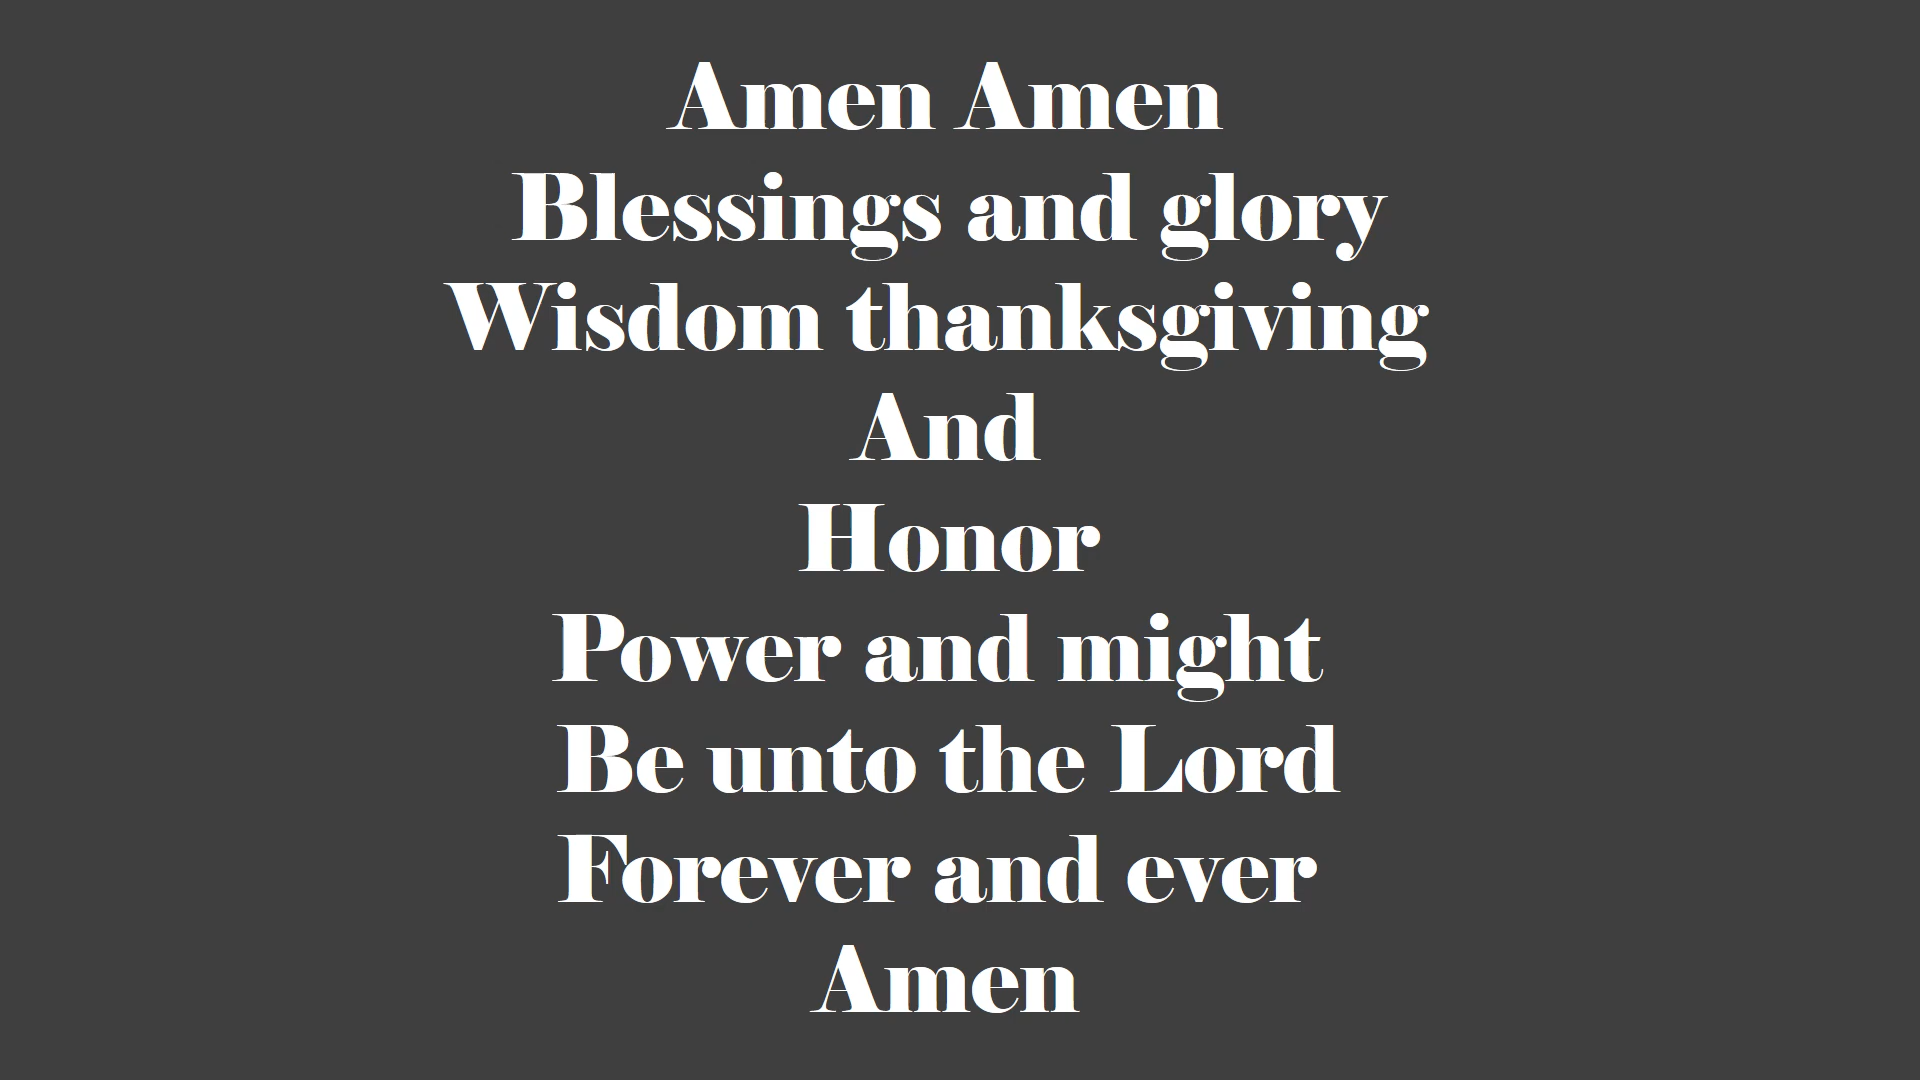 Amen Amen
Blessings and glory
Wisdom thanksgiving
And
Honor
Power and might
Be unto the Lord
Forever and ever
Amen